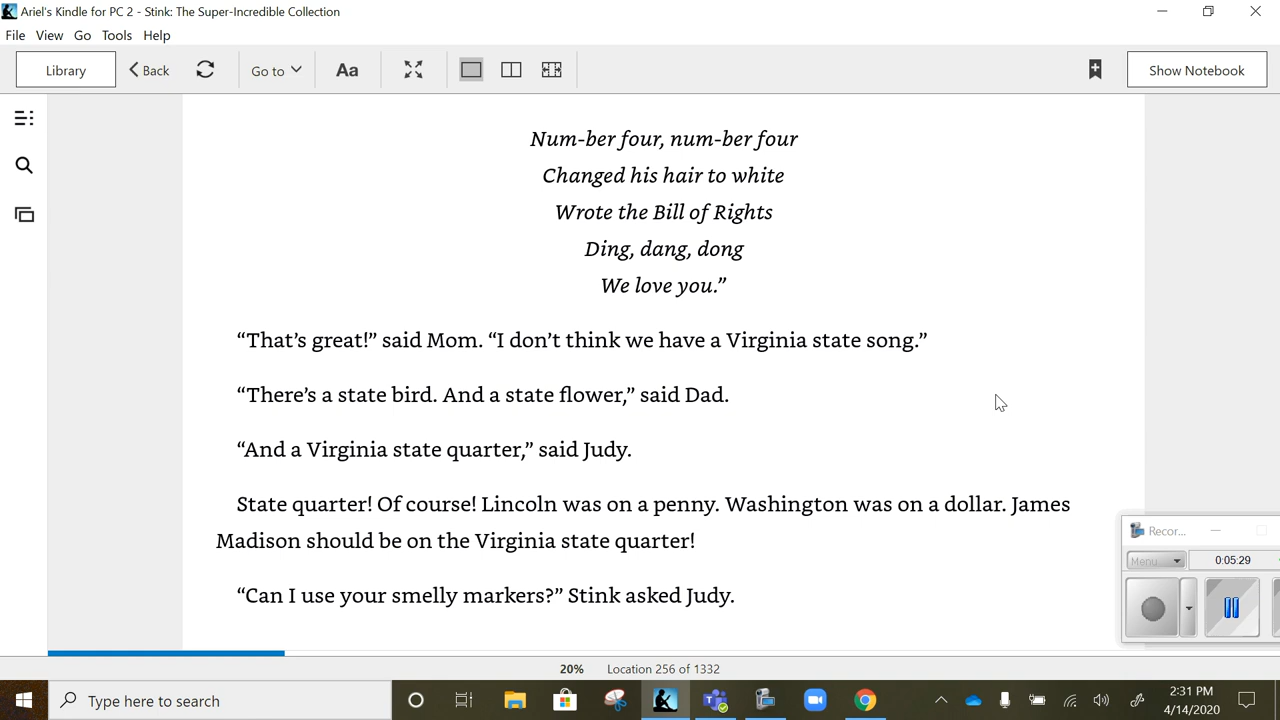 Ariel's Kindle for PC 2 - Stink: The Super-Incredible Collection
File View Go Tools Help
Library Back Go to Aa Show Notebook
Num-ber four, num-ber four
Changed his hair to white
Wrote the Bill of Rights
Ding, dang, dong
We love you.”
“That’s great!” said Mom. “I don’t think we have a Virginia state song.”
“There’s a state bird. And a state flower,” said Dad.
“And a Virginia state quarter,” said Judy.
State quarter! Of course! Lincoln was on a penny. Washington was on a dollar. James
Madison should be on the Virginia state quarter!
“Can I use your smelly markers?” Stink asked Judy.
Recor...
Menu 0:05:29
20% Location 256 of 1332
Type here to search
2:31 PM
4/14/2020